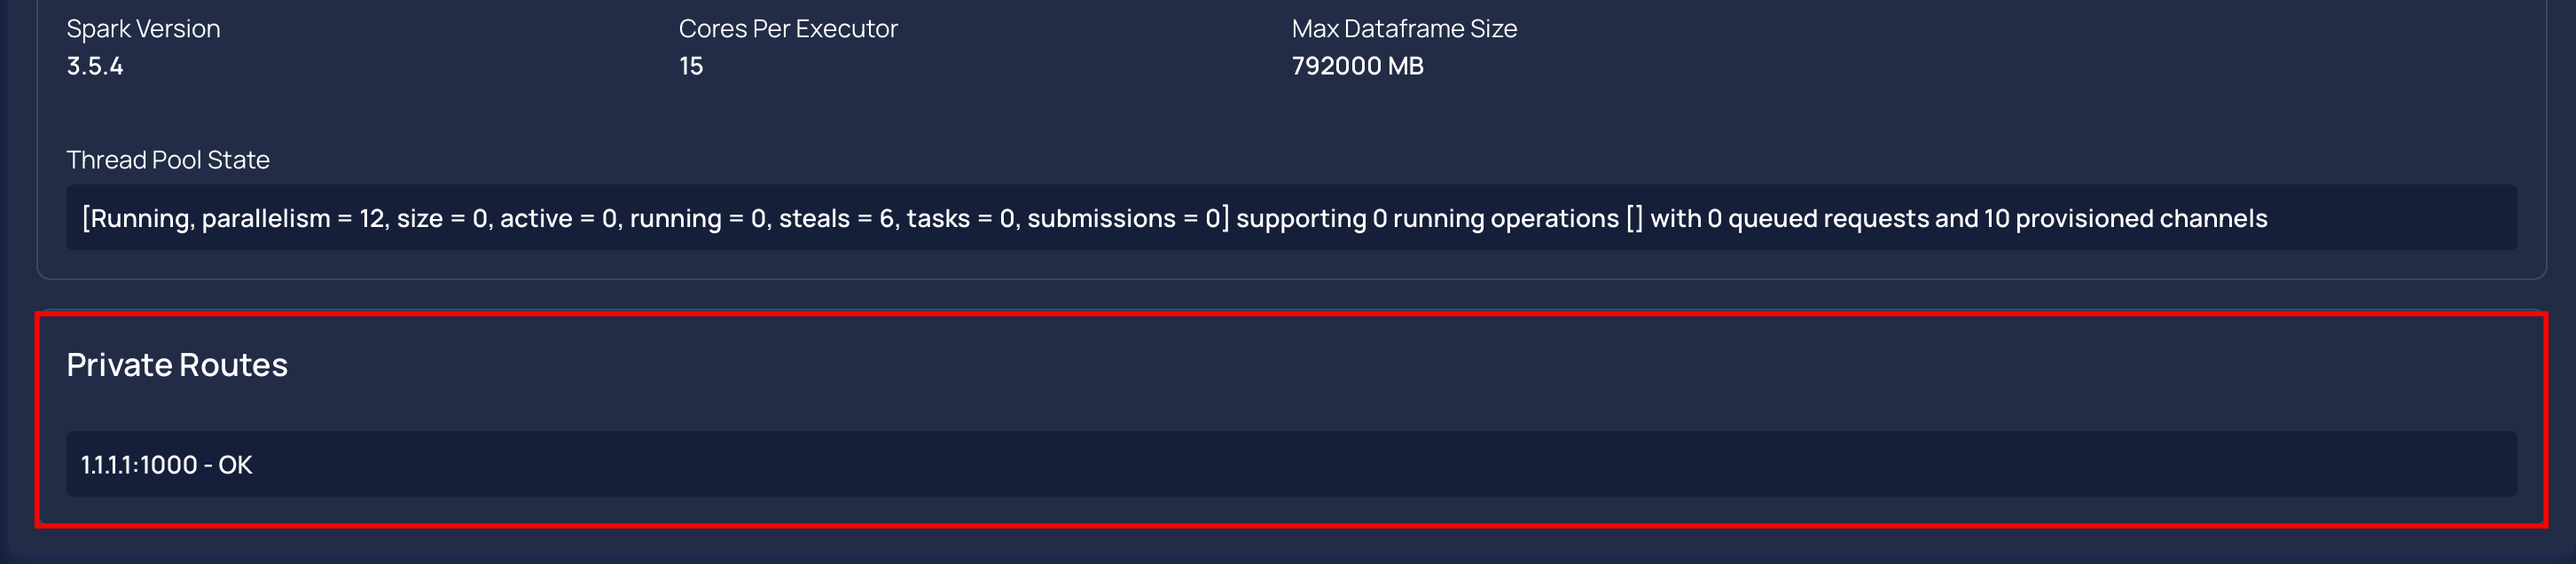 Spark Version
3.5.4
Cores Per Executor
15
Max Dataframe Size
792000 MB
Thread Pool State
[Running, parallelism = 12, size = 0, active = 0, running = 0, steals = 6, tasks = 0, submissions = 0] supporting 0 running operations [] with 0 queued requests and 10 provisioned channels
Private Routes
1.1.1.1:1000 - OK